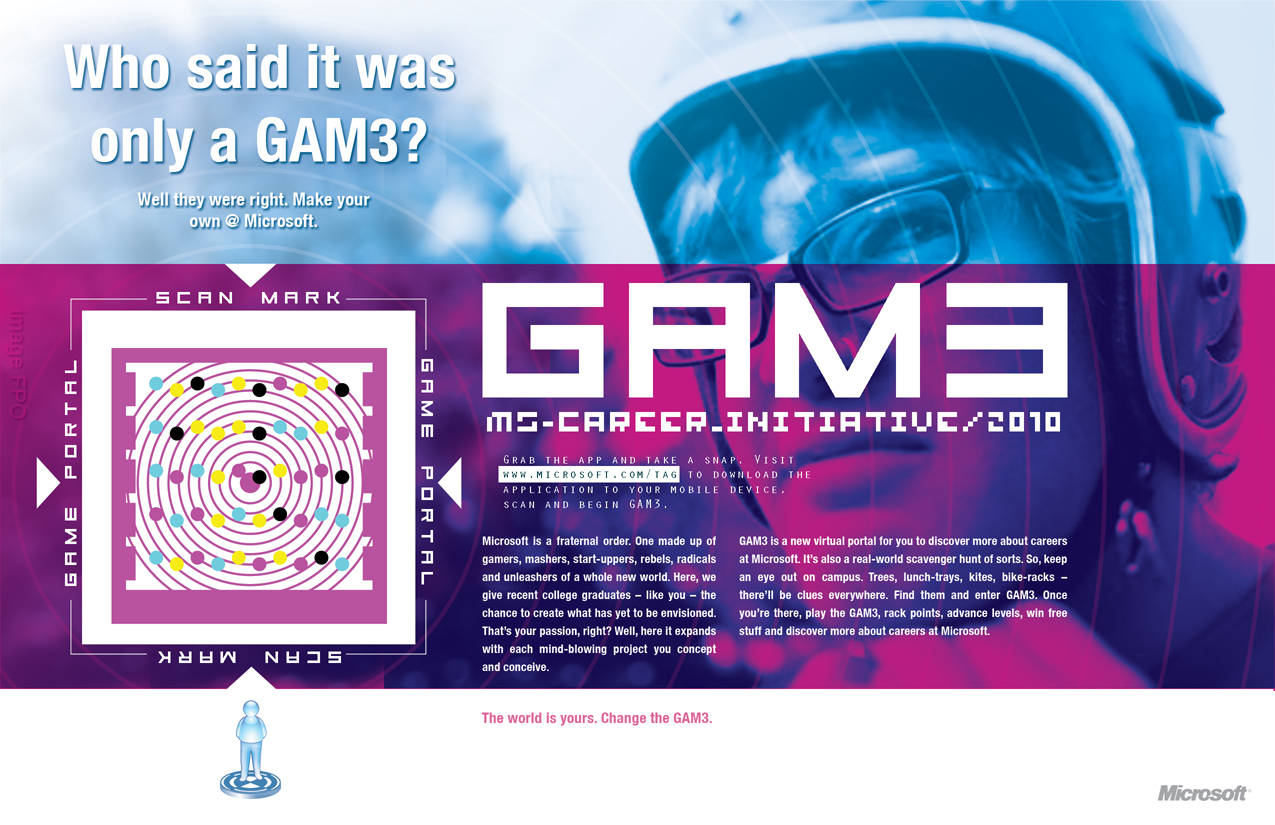 Who said it was
only a GAM3?
Well they were right. Make your
own @ Microsoft.
SCAN MARK
GAME PORTAL
GAME PORTAL
SCAN MARK
image FPO
GAM3
MS-CAREER_INITIATIVE/2010
Grab the app and take a snap. Visit
www.microsoft.com/tag to download the
application to your mobile device,
scan and begin GAM3.
Microsoft is a fraternal order. One made up of
gamers, mashers, start-uppers, rebels, radicals
and unleashers of a whole new world. Here, we
give recent college graduates – like you – the
chance to create what has yet to be envisioned.
That's your passion, right? Well, here it expands
with each mind-blowing project you concept
and conceive.
GAM3 is a new virtual portal for you to discover more about careers
at Microsoft. It's also a real-world scavenger hunt of sorts. So, keep
an eye out on campus. Trees, lunch-trays, kites, bike-racks –
there'll be clues everywhere. Find them and enter GAM3. Once
you're there, play the GAM3, rack points, advance levels, win free
stuff and discover more about careers at Microsoft.
The world is yours. Change the GAM3.
Microsoft®